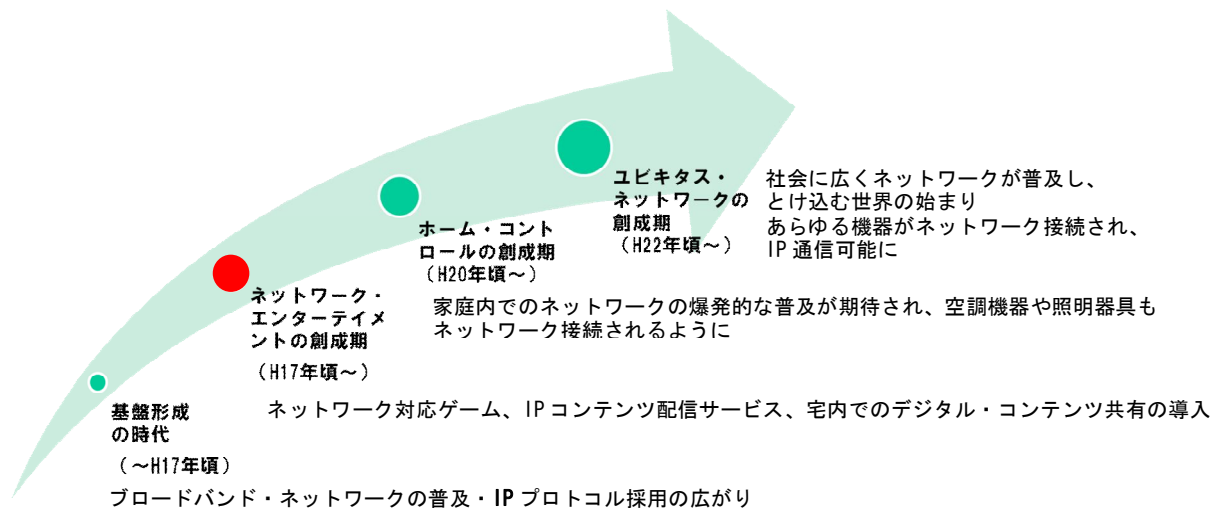 ユビキタス・
ネットワークの
創成期
（H22年頃～）
社会に広くネットワークが普及し、
とけ込む世界の始まり
あらゆる機器がネットワーク接続され、
IP 通信可能に
ホーム・コント
ロールの創成期
（H20年頃～）
家庭内でのネットワークの爆発的な普及が期待され、空調機器や照明器具も
ネットワーク接続されるように
ネットワーク・
エンターテイメ
ントの創成期
（H17年頃～）
ネットワーク対応ゲーム、IP コンテンツ配信サービス、宅内でのデジタル・コンテンツ共有の導入
基盤形成
の時代
（～H17年頃）
ブロードバンド・ネットワークの普及・IP プロトコル採用の広がり